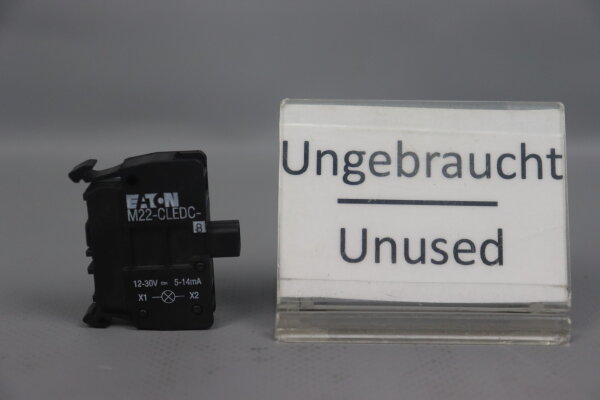 EATON
M22-CLEDC-
B
12-30V ⎓ 5-14mA
X1 X2
Ungebraucht
Unused